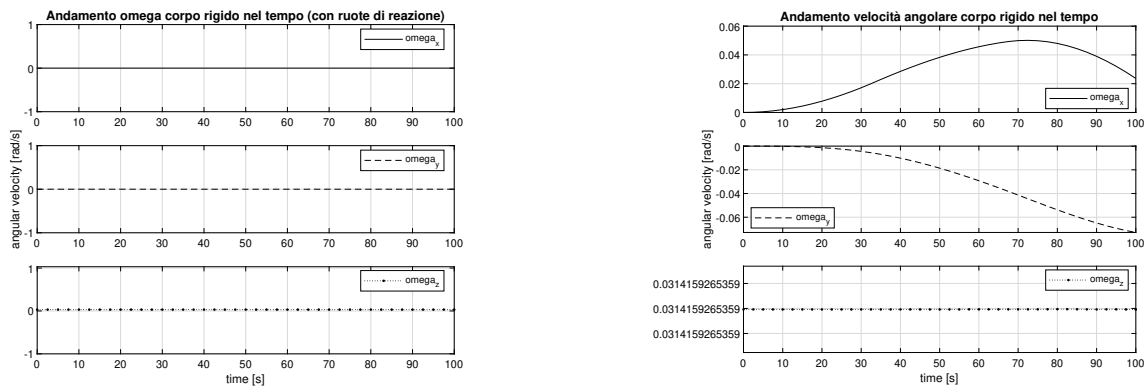 Andamento omega corpo rigido nel tempo (con ruote di reazione)
1
0
-1
omega_x
0 10 20 30 40 50 60 70 80 90 100
angular velocity [rad/s]
1
0
-1
omega_y
0 10 20 30 40 50 60 70 80 90 100
1
0
-1
omega_z
0 10 20 30 40 50 60 70 80 90 100
time [s]
Andamento velocità angolare corpo rigido nel tempo
0.06
0.04
0.02
0
omega_x
0 10 20 30 40 50 60 70 80 90 100
angular velocity [rad/s]
0
-0.02
-0.04
-0.06
omega_y
0 10 20 30 40 50 60 70 80 90 100
0.0314159265359
0.0314159265359
0.0314159265359
omega_z
0 10 20 30 40 50 60 70 80 90 100
time [s]